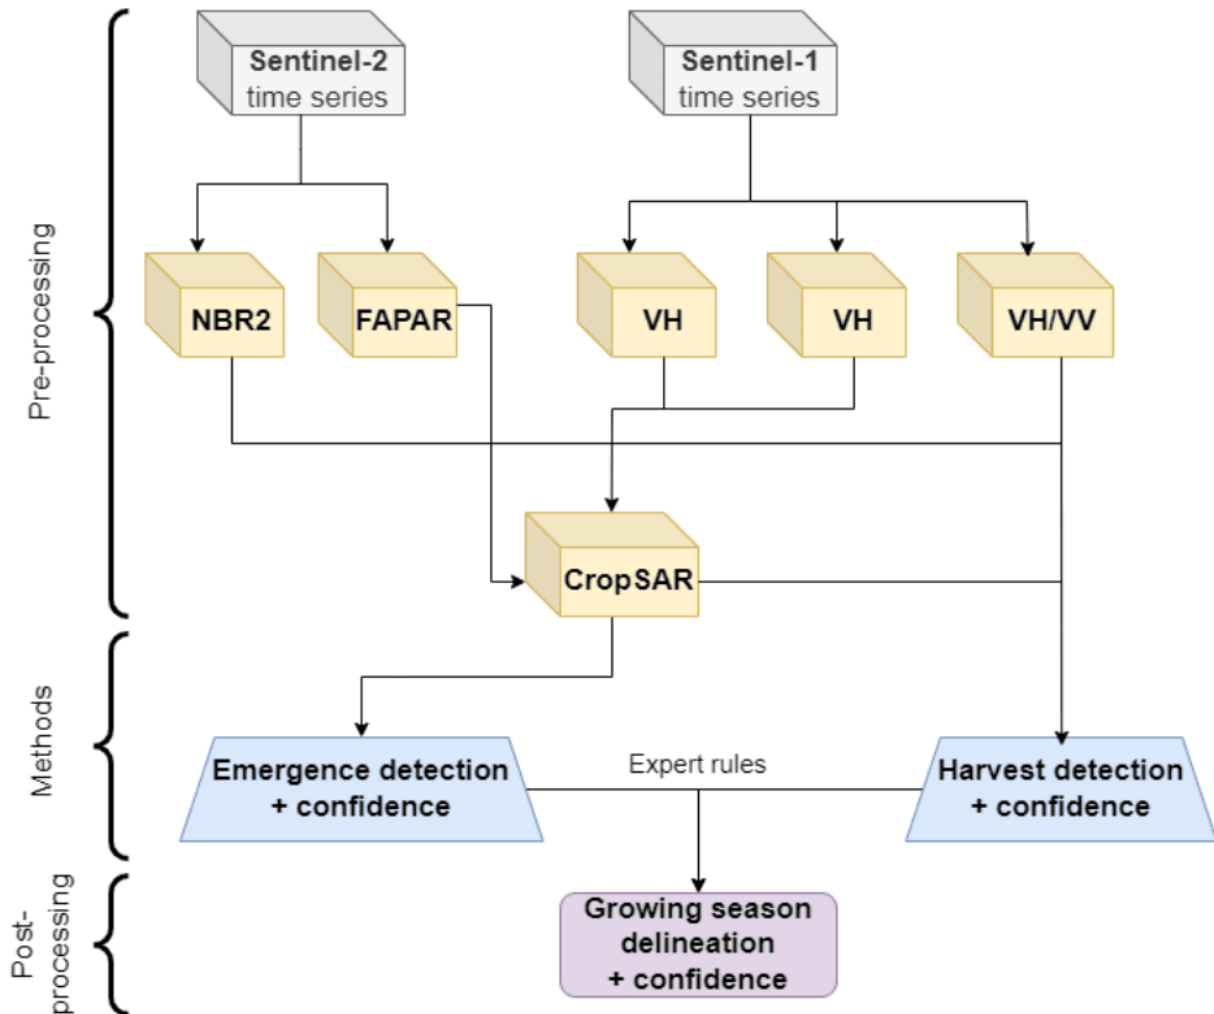 Sentinel-2
time series
Sentinel-1
time series
Pre-processing
NBR2
FAPAR
VH
VH
VH/VV
CropSAR
Methods
Emergence detection
+ confidence
Expert rules
Harvest detection
+ confidence
Post-
processing
Growing season
delineation
+ confidence